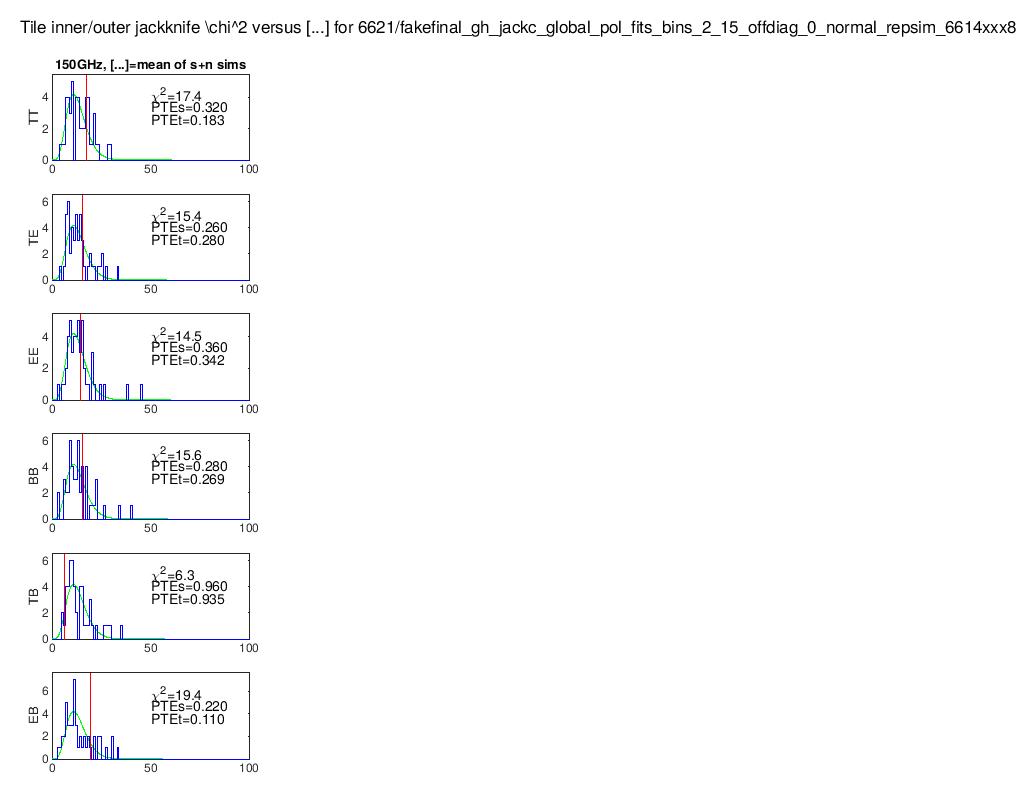 Tile inner/outer jackknife \chi^2 versus [...] for 6621/fakefinal_gh_jackc_global_pol_fits_bins_2_15_offdiag_0_normal_repsim_6614xxx8
150GHz, [...]=mean of s+n sims
TT
4
2
0
χ2=17.4
PTEs=0.320
PTEt=0.183
0 50 100
TE
6
4
2
0
χ2=15.4
PTEs=0.260
PTEt=0.280
0 50 100
EE
4
2
0
χ2=14.5
PTEs=0.360
PTEt=0.342
0 50 100
BB
6
4
2
0
χ2=15.6
PTEs=0.280
PTEt=0.269
0 50 100
TB
6
4
2
0
χ2=6.3
PTEs=0.960
PTEt=0.935
0 50 100
EB
6
4
2
0
χ2=19.4
PTEs=0.220
PTEt=0.110
0 50 100